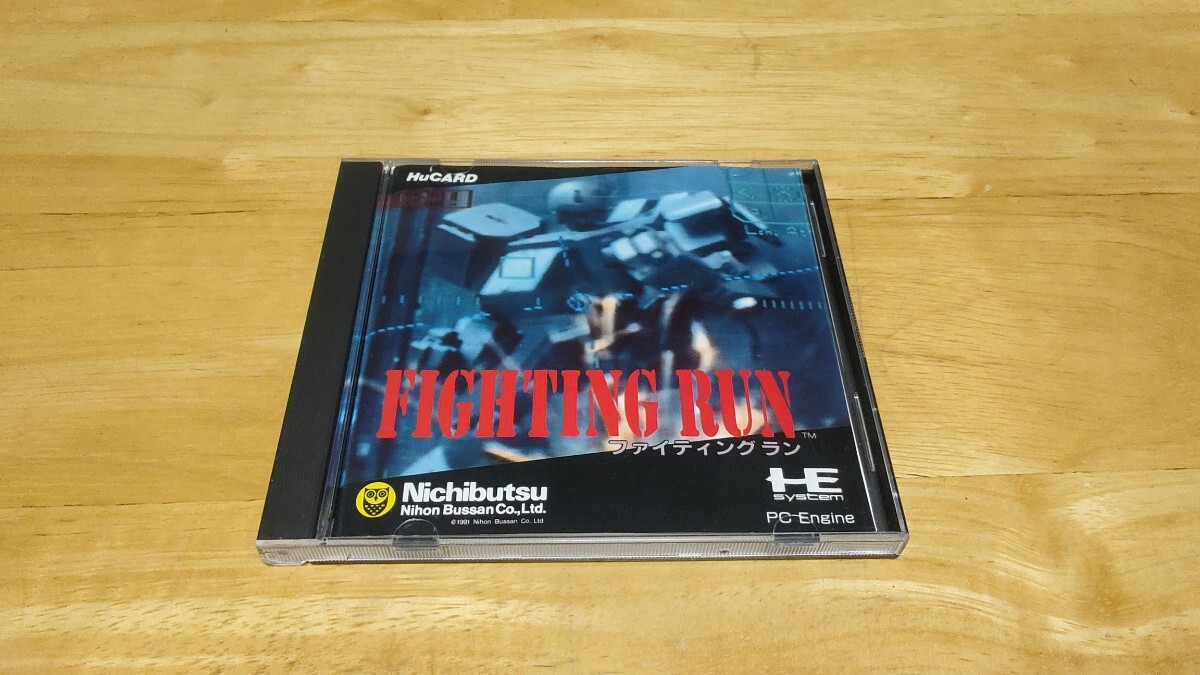 HuCARD
FIGHTING RUN
TM
ファイティングラン
Nichibutsu
Nihon Bussan Co., Ltd.
©1991 Nihon Bussan Co., Ltd
HE
system
PC Engine